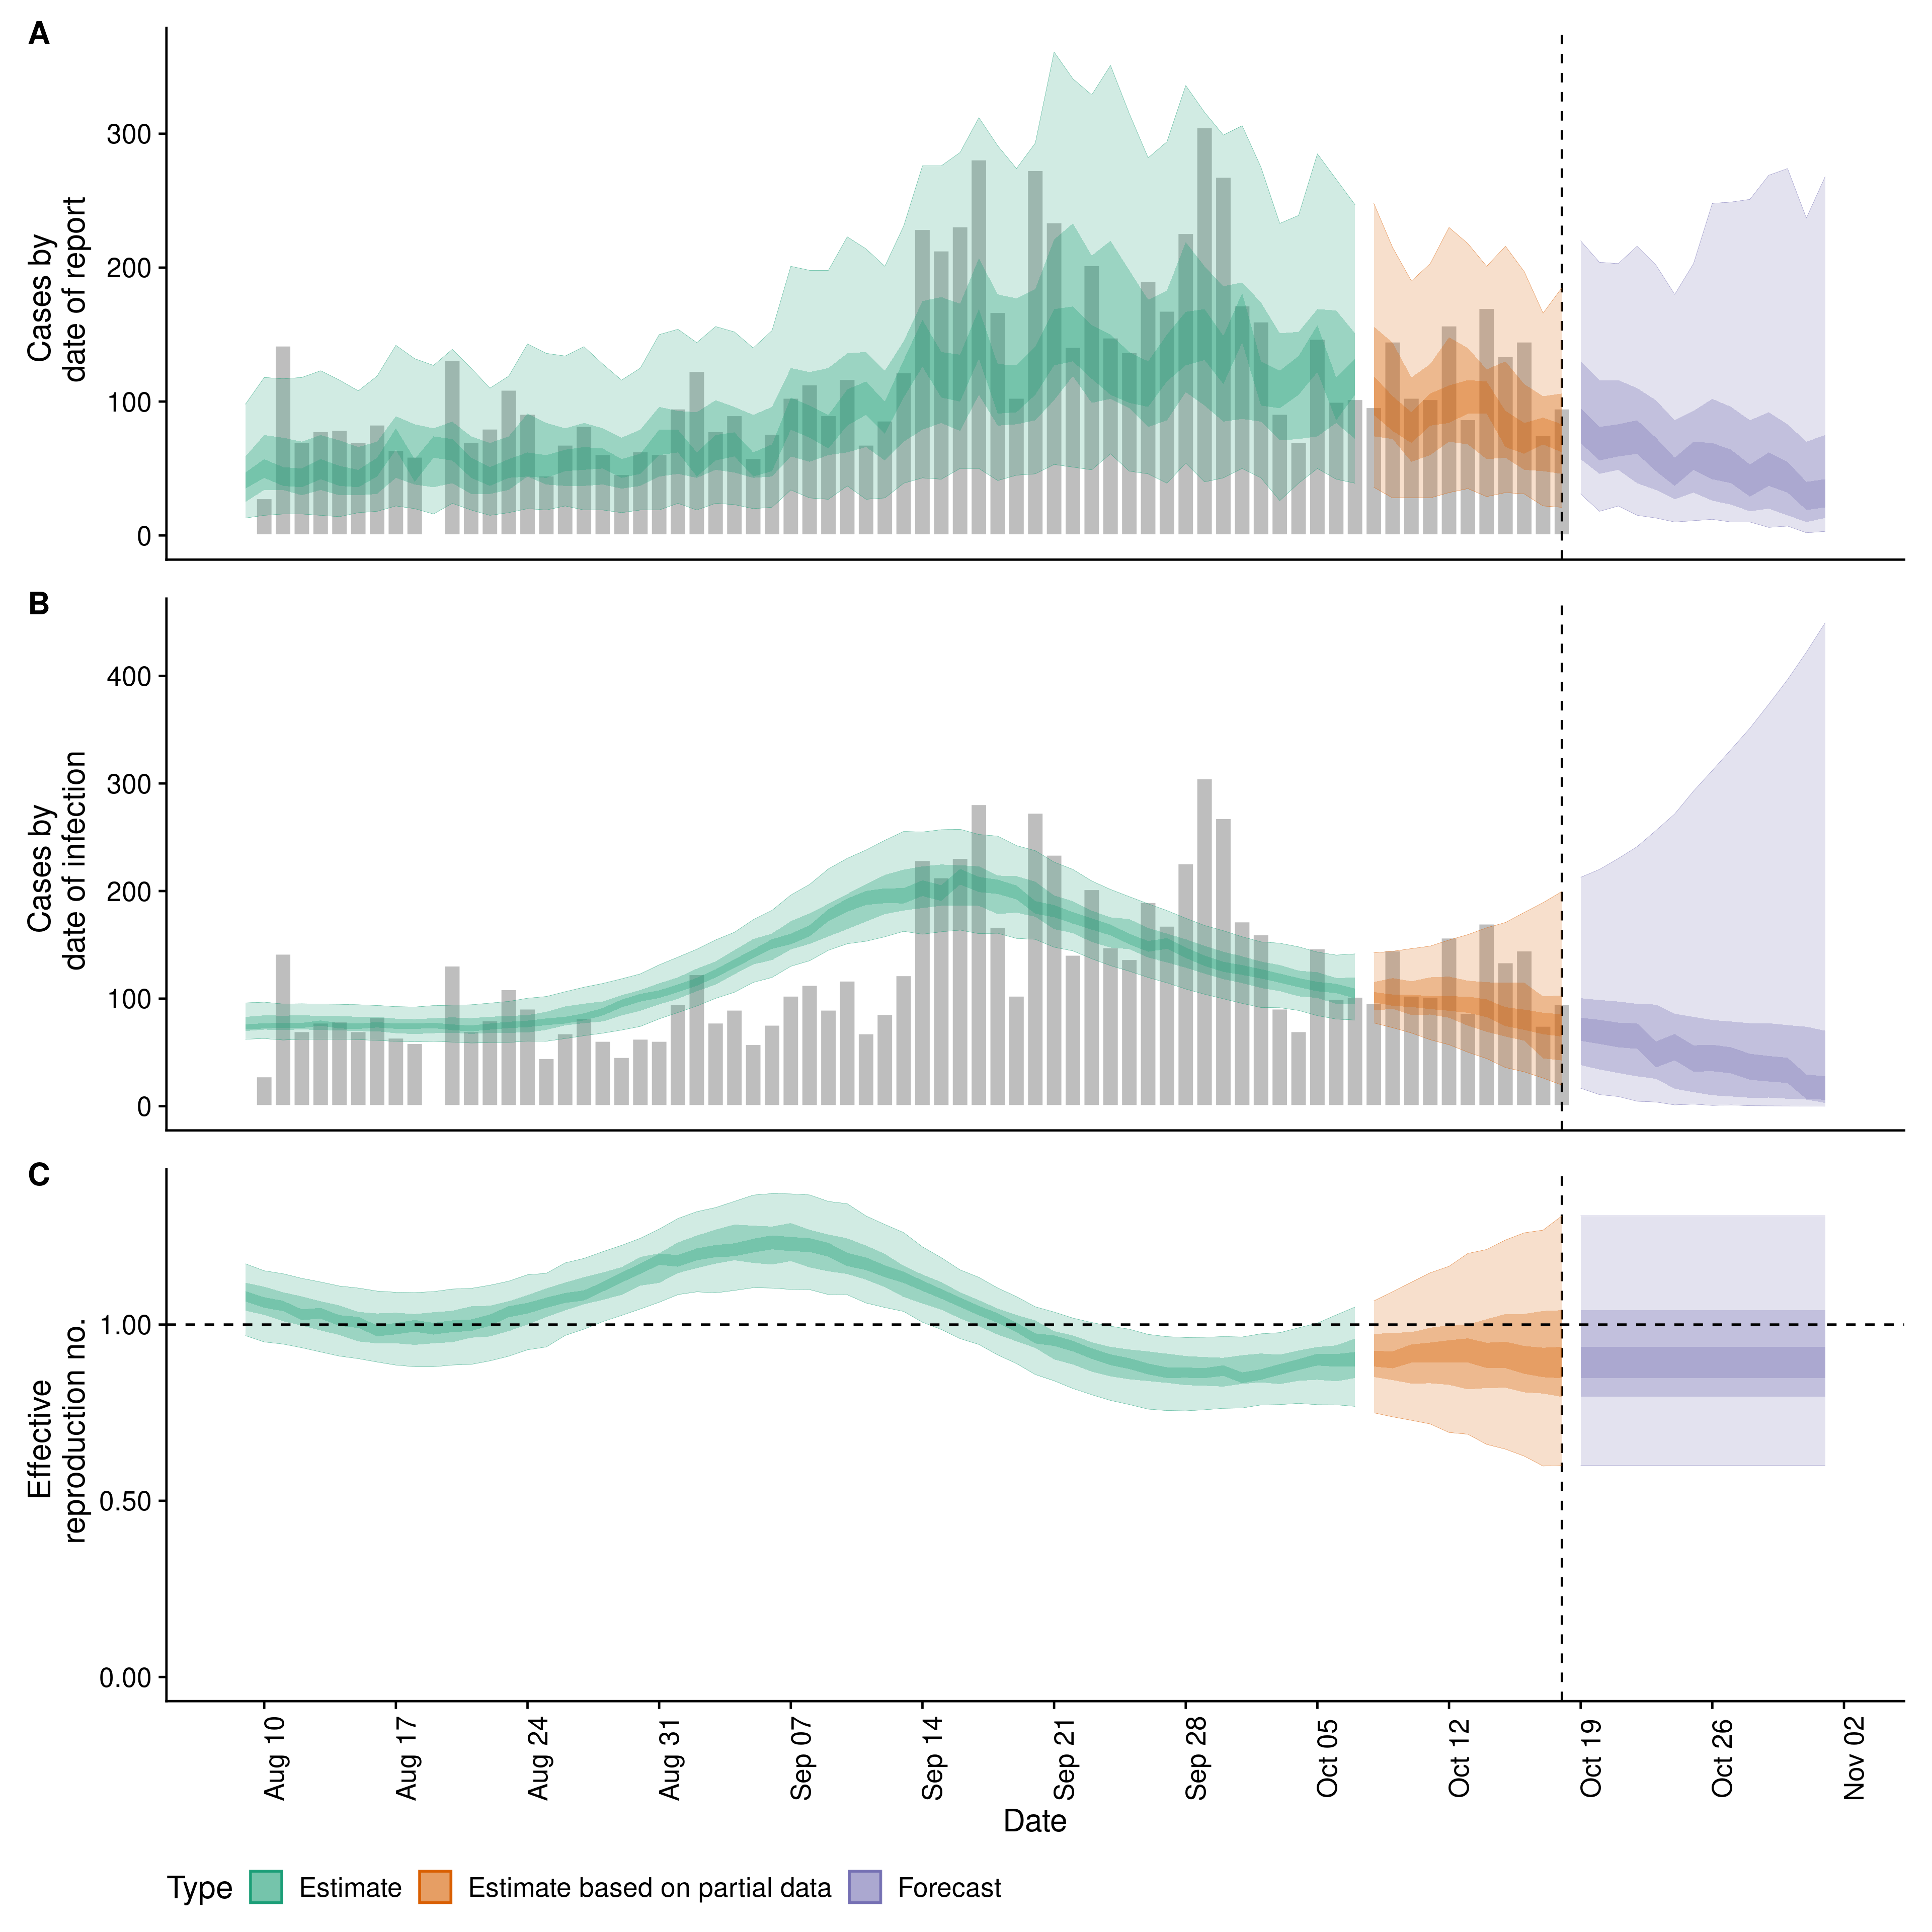 A
Cases by
date of report
300
200
100
0
B
Cases by
date of infection
400
300
200
100
0
C
Effective
reproduction no.
1.00
0.50
0.00
Aug 10
Aug 17
Aug 24
Aug 31
Sep 07
Sep 14
Sep 21
Sep 28
Oct 05
Oct 12
Oct 19
Oct 26
Nov 02
Date
Type Estimate Estimate based on partial data Forecast